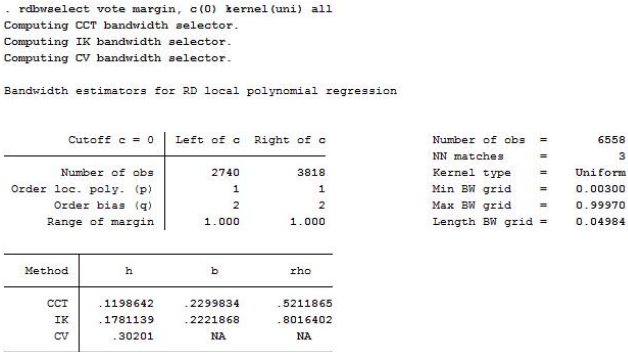 . rdbwselect vote margin, c(0) kernel(uni) all
Computing CCT bandwidth selector.
Computing IK bandwidth selector.
Computing CV bandwidth selector.
Bandwidth estimators for RD local polynomial regression
Cutoff c = 0 Left of c Right of c Number of obs = 6558
NN matches = 3
Number of obs 2740 3818 Kernel type = Uniform
Order loc. poly. (p) 1 1 Min BW grid = 0.00300
Order bias (q) 2 2 Max BW grid = 0.99970
Range of margin 1.000 1.000 Length BW grid = 0.04984
Method h b rho
CCT .1198642 .2299834 .5211865
IK .1781139 .2221868 .8016402
CV .30201 NA NA